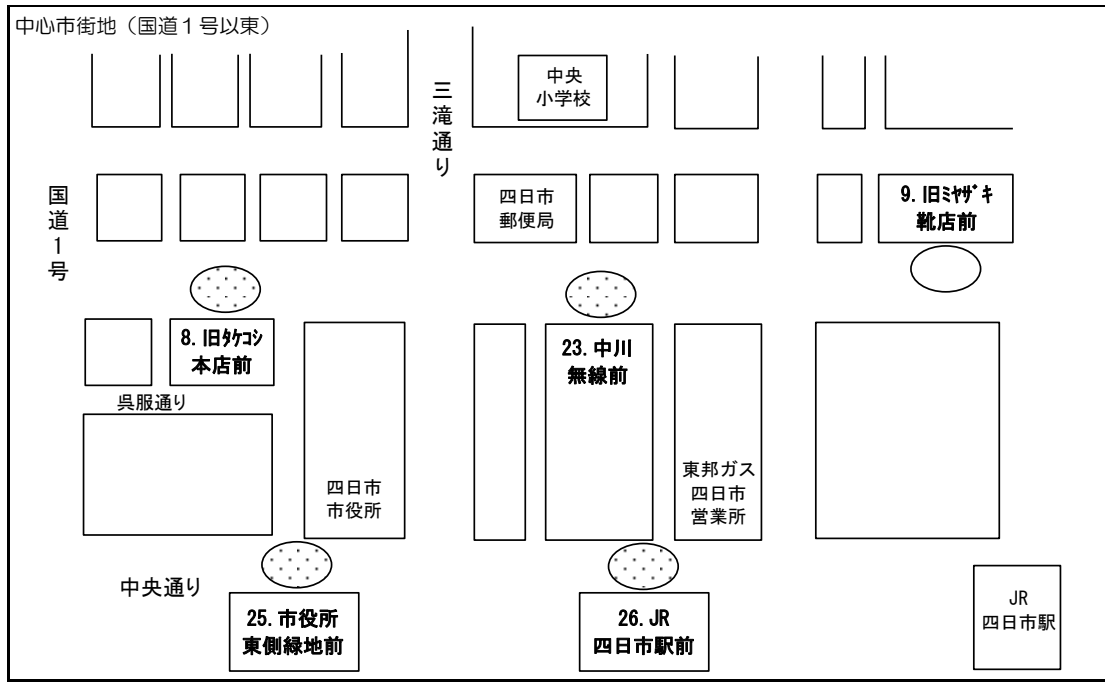 中心市街地（国道１号以東）
中央
小学校
三滝通り
国道1号
四日市
郵便局
9. 旧ﾐﾔｻﾞｷ
靴店前
8. 旧ﾀｹｺｼ
本店前
23. 中川
無線前
呉服通り
四日市
市役所
東邦ガス
四日市
営業所
中央通り
25. 市役所
東側緑地前
26. JR
四日市駅前
JR
四日市駅